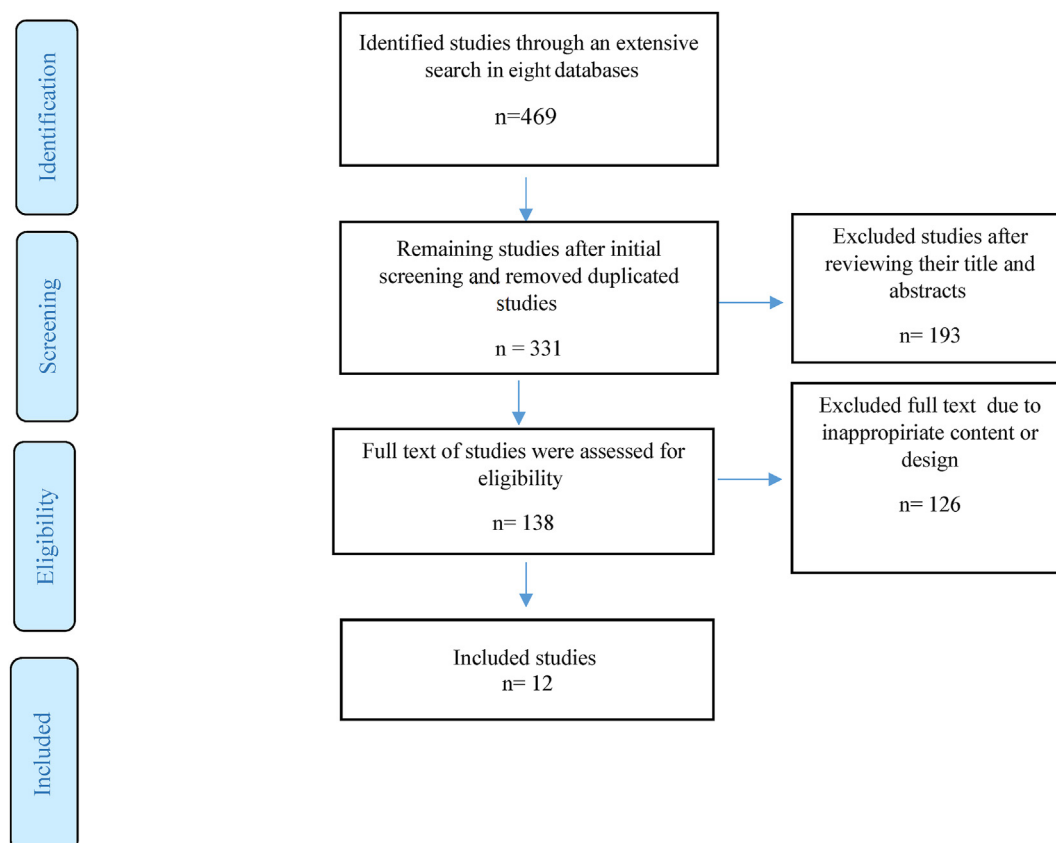 Identification
Identified studies through an extensive
search in eight databases
n=469
Screening
Remaining studies after initial
screening and removed duplicated
studies
n = 331
Excluded studies after
reviewing their title and
abstracts
n= 193
Eligibility
Full text of studies were assessed for
eligibility
n= 138
Excluded full text due to
inappropiriate content or
design
n= 126
Included
Included studies
n= 12